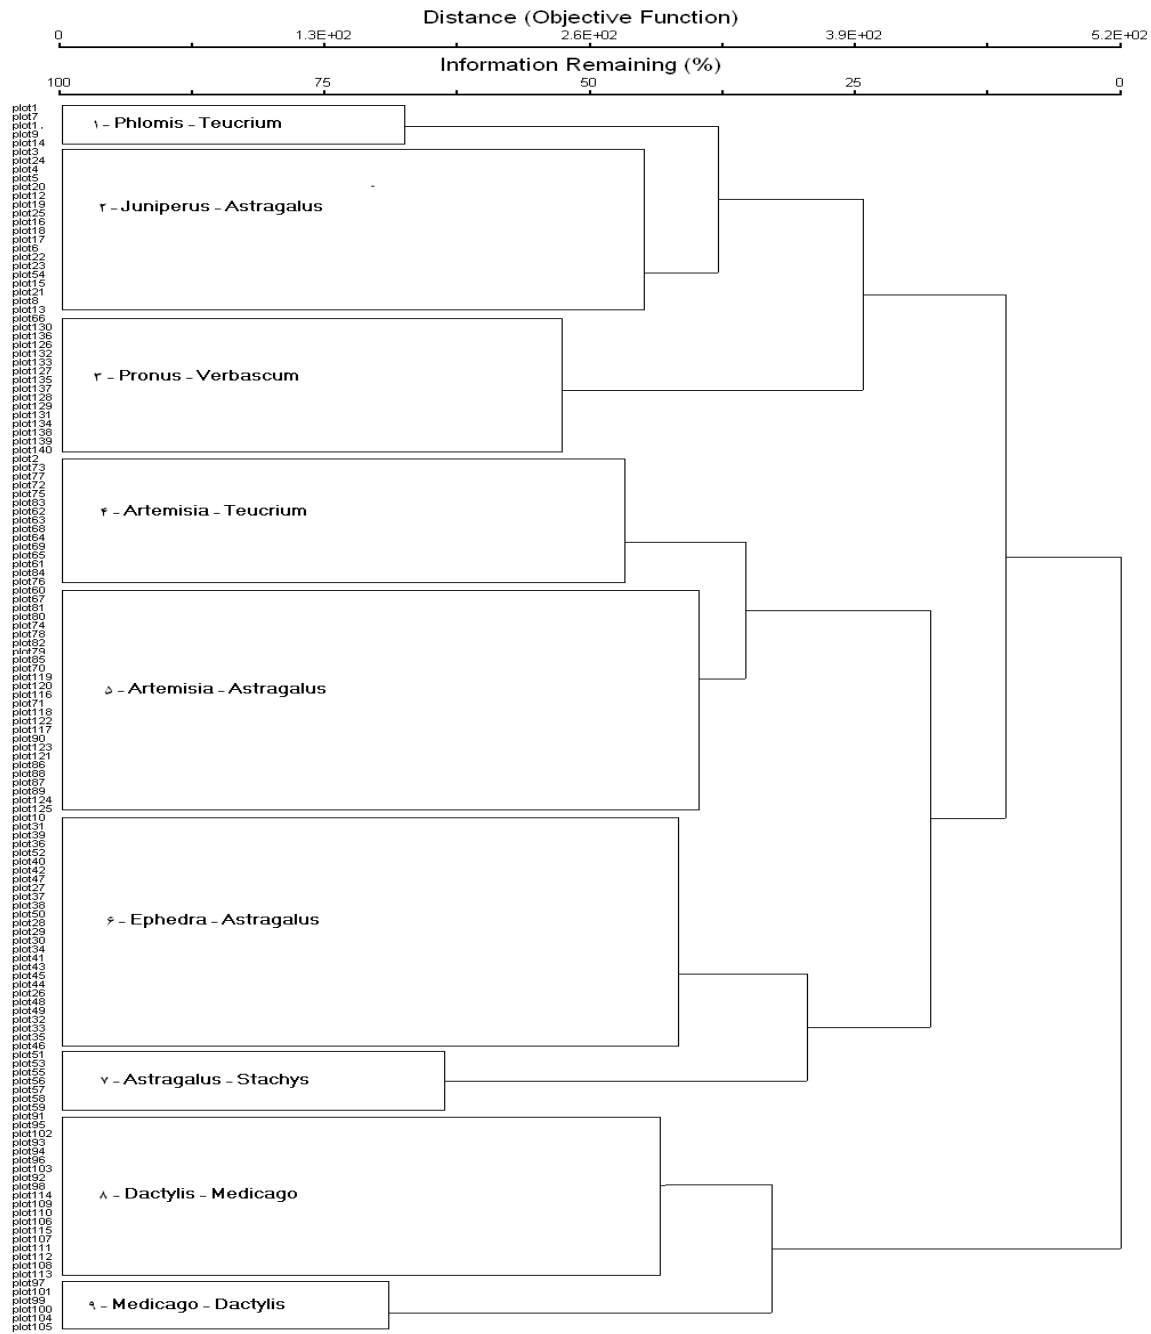 Distance (Objective Function)
0 1.3E+02 2.6E+02 3.9E+02 5.2E+02
Information Remaining (%)
100 75 50 25 0
plot1
plot7
plot1 .
plot9
plot14
۱ - Phlomis - Teucrium
plot3
plot24
plot4
plot5
plot20
plot12
plot19
plot25
plot16
plot18
plot17
plot6
plot22
plot23
plot54
plot15
plot21
plot8
plot13
۲ - Juniperus - Astragalus
plot66
plot130
plot136
plot126
plot132
plot133
plot127
plot135
plot137
plot128
plot129
plot131
plot134
plot138
plot139
plot140
۳ - Pronus - Verbascum
plot2
plot73
plot77
plot72
plot75
plot83
plot62
plot63
plot68
plot64
plot69
plot65
plot61
plot84
plot76
۴ - Artemisia - Teucrium
plot60
plot67
plot81
plot80
plot74
plot78
plot82
plot79
plot85
plot70
plot119
plot120
plot116
plot71
plot118
plot122
plot117
plot90
plot123
plot121
plot86
plot88
plot87
plot89
plot124
plot125
۵ - Artemisia - Astragalus
plot10
plot31
plot39
plot36
plot52
plot40
plot42
plot47
plot27
plot37
plot38
plot50
plot28
plot29
plot30
plot34
plot41
plot43
plot45
plot44
plot26
plot48
plot49
plot32
plot33
plot35
plot46
۶ - Ephedra - Astragalus
plot51
plot53
plot55
plot56
plot57
plot58
plot59
۷ - Astragalus - Stachys
plot91
plot95
plot102
plot93
plot94
plot96
plot103
plot92
plot98
plot114
plot109
plot110
plot106
plot115
plot107
plot111
plot112
plot108
plot113
۸ - Dactylis - Medicago
plot97
plot101
plot99
plot100
plot104
plot105
۹ - Medicago - Dactylis